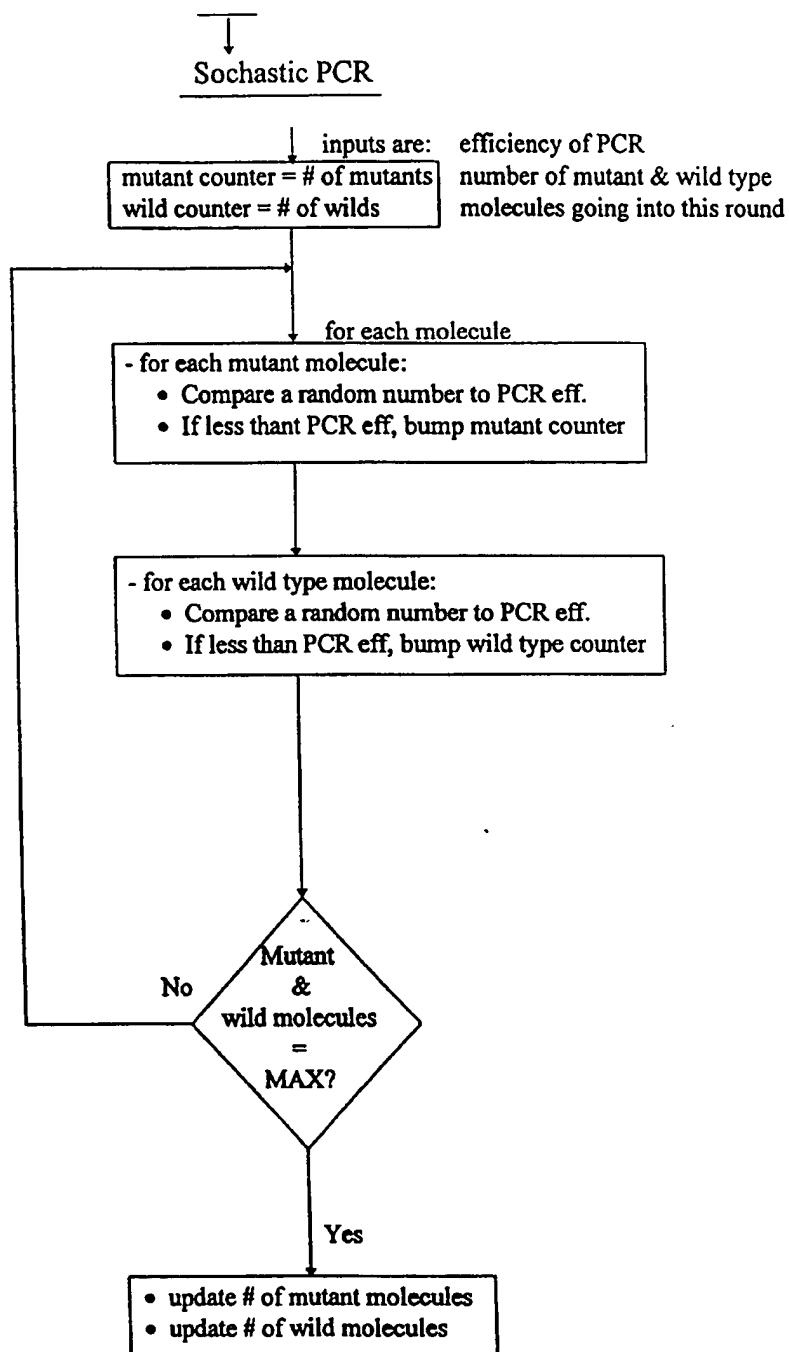 Sochastic PCR
inputs are: efficiency of PCR
mutant counter = # of mutants number of mutant & wild type
wild counter = # of wilds molecules going into this round
for each molecule
- for each mutant molecule:
• Compare a random number to PCR eff.
• If less thant PCR eff, bump mutant counter
- for each wild type molecule:
• Compare a random number to PCR eff.
• If less than PCR eff, bump wild type counter
Mutant
No
&
wild molecules
=
MAX?
Yes
• update # of mutant molecules
• update # of wild molecules